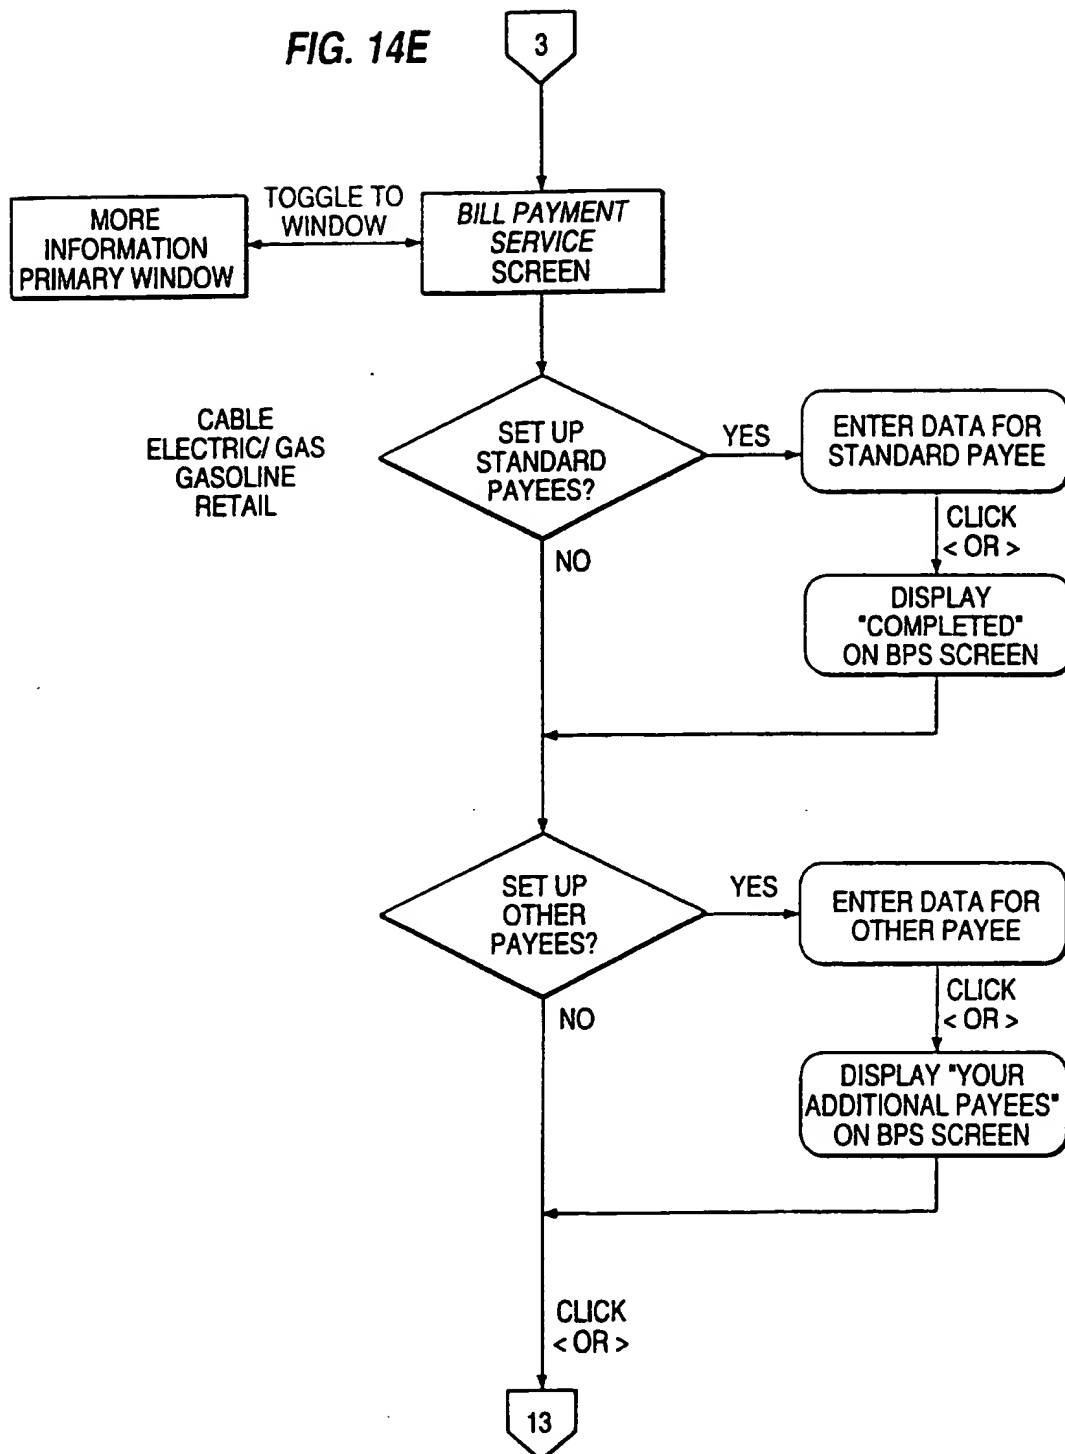 FIG. 14E
3
MORE
INFORMATION
PRIMARY WINDOW
TOGGLE TO
WINDOW
BILL PAYMENT
SERVICE
SCREEN
CABLE
ELECTRIC/ GAS
GASOLINE
RETAIL
SET UP
STANDARD
PAYEES?
YES
ENTER DATA FOR
STANDARD PAYEE
NO
CLICK
< OR >
DISPLAY
"COMPLETED"
ON BPS SCREEN
SET UP
OTHER
PAYEES?
YES
ENTER DATA FOR
OTHER PAYEE
NO
CLICK
< OR >
DISPLAY "YOUR
ADDITIONAL PAYEES"
ON BPS SCREEN
CLICK
< OR >
13